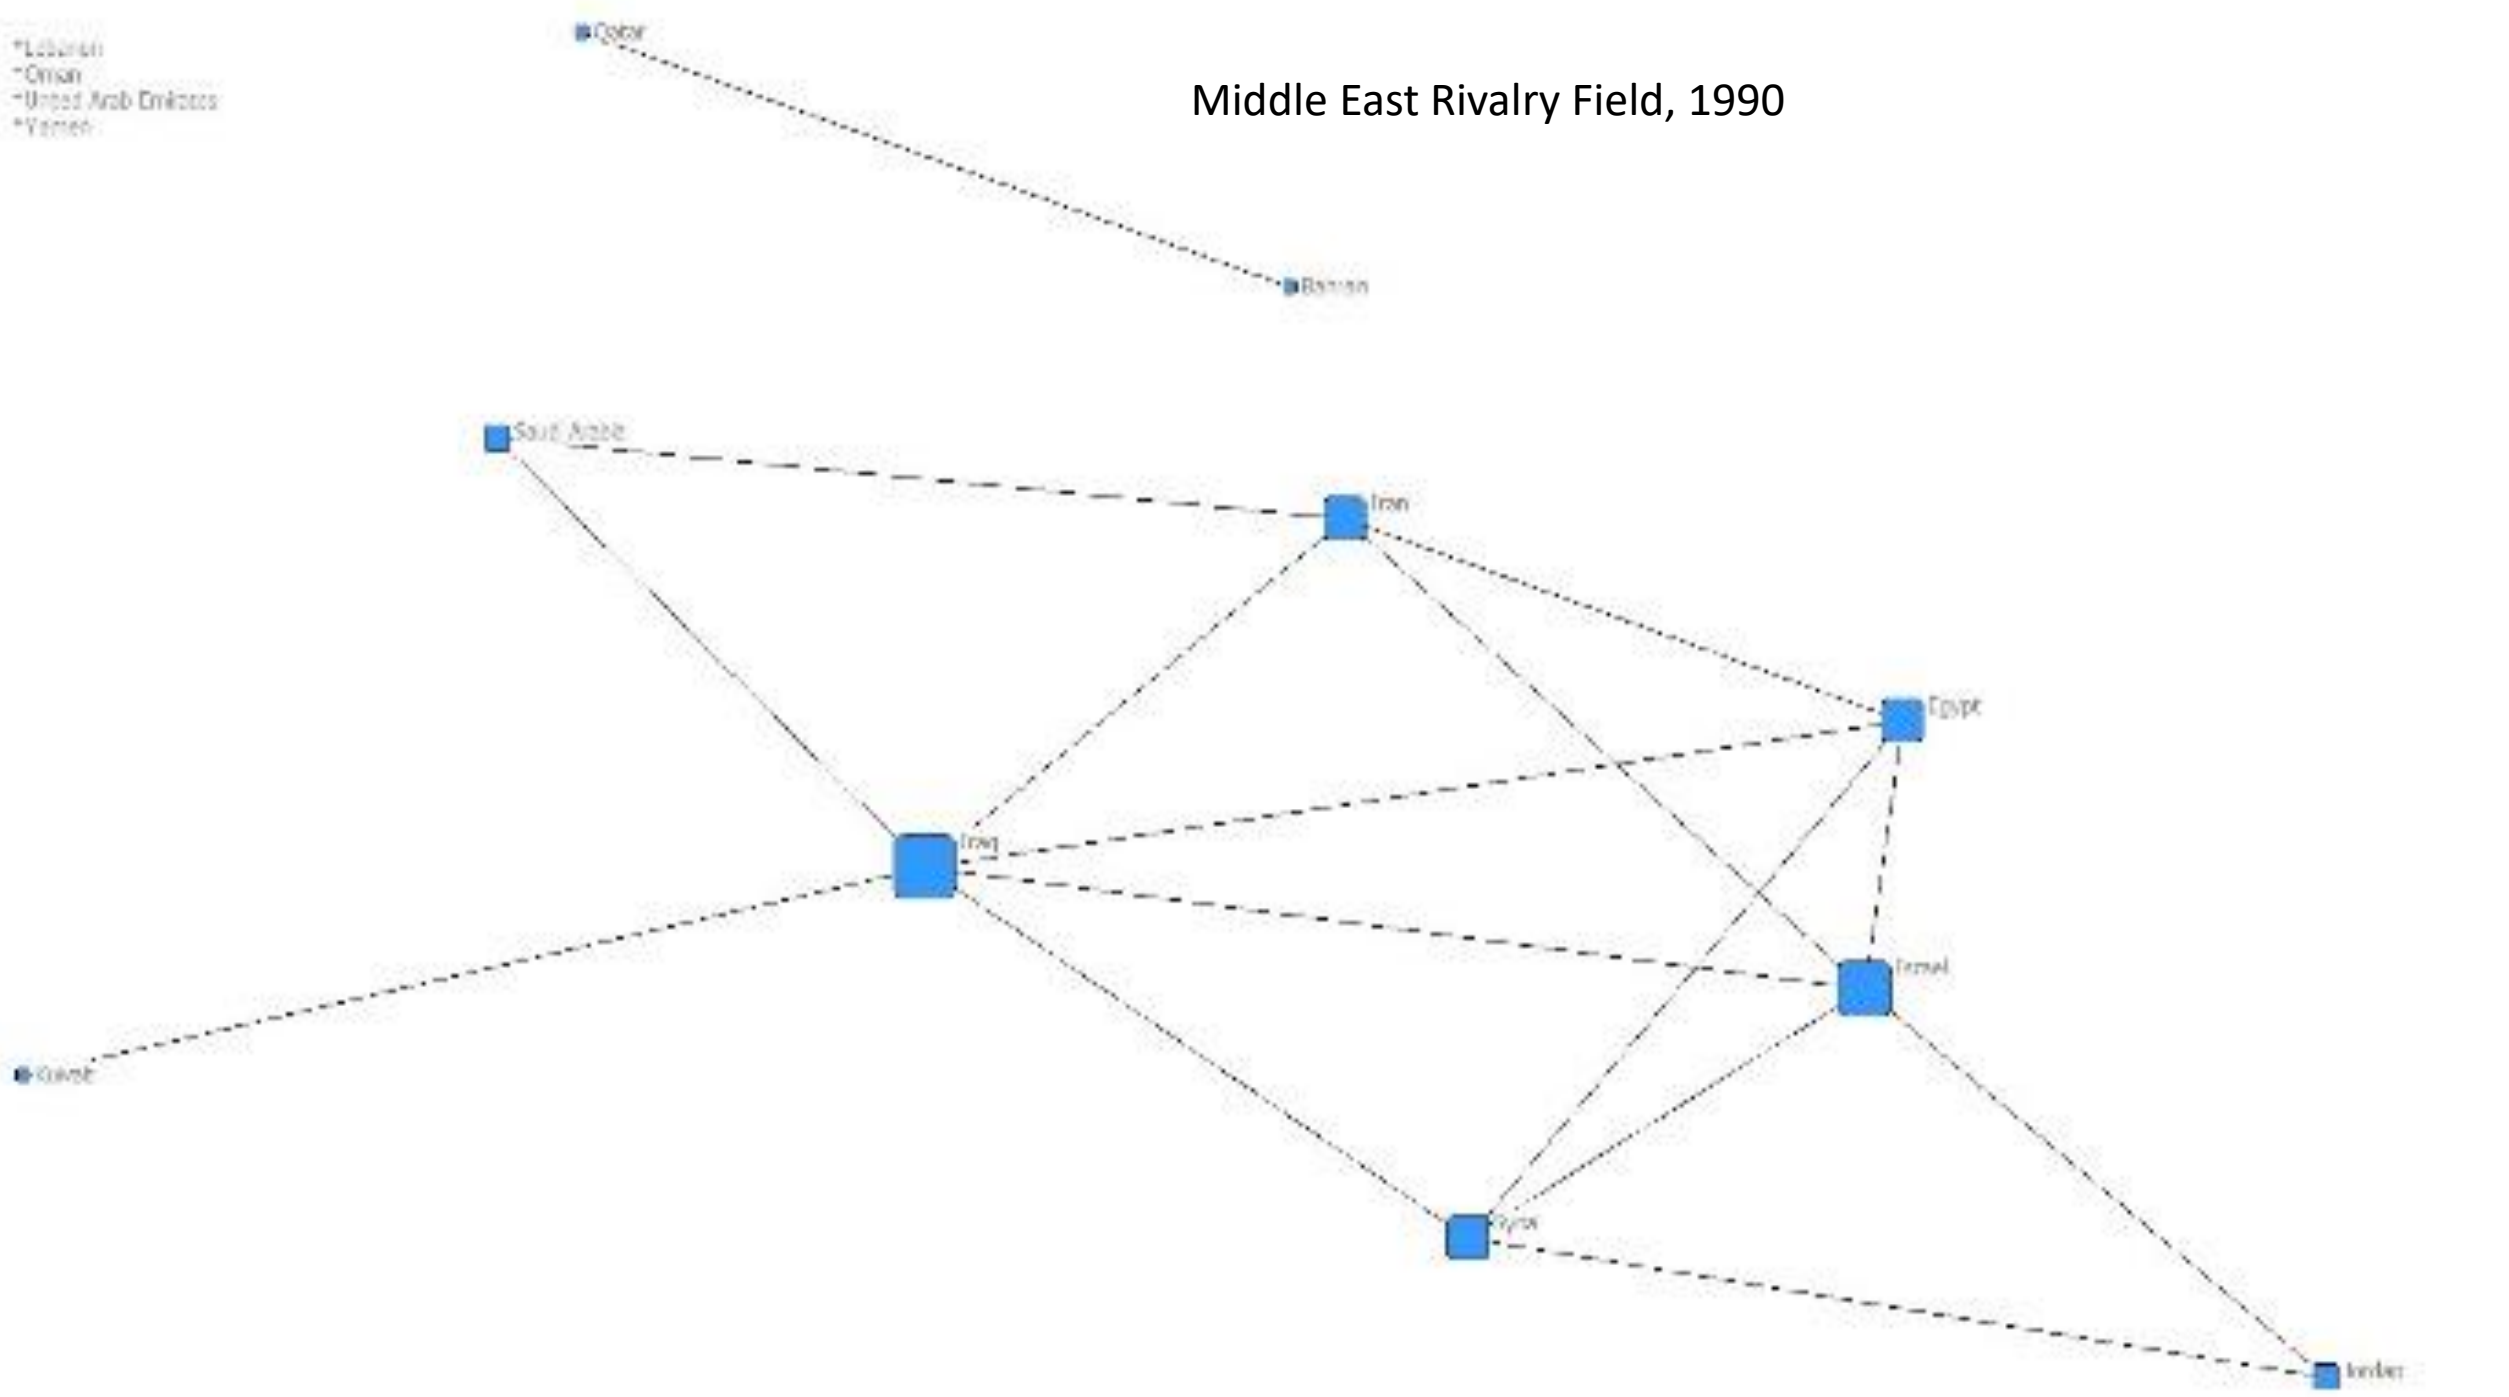 Qatar
*Lebanon
*Oman
*United Arab Emirates
*Yemen
Middle East Rivalry Field, 1990
Bahrain
Saudi Arabia
Iran
Egypt
Iraq
Israel
Kuwait
Syria
Jordan